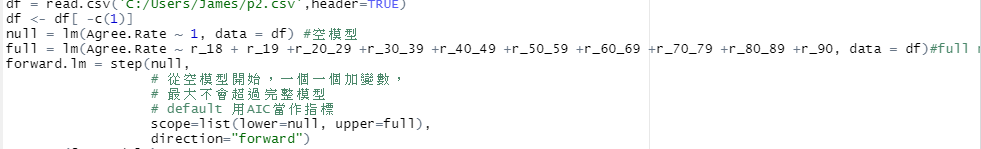 df = read.csv('C:/Users/James/p2.csv',header=TRUE)
df <- df[ -c(1)]
null = lm(Agree.Rate ~ 1, data = df) #空模型
full = lm(Agree.Rate ~ r_18 + r_19 +r_20_29 +r_30_39 +r_40_49 +r_50_59 +r_60_69 +r_70_79 +r_80_89 +r_90, data = df)#full
forward.lm = step(null,
# 從空模型開始，一個一個加變數，
# 最大不會超過完整模型
# default 用AIC當作指標
scope=list(lower=null, upper=full),
direction="forward")